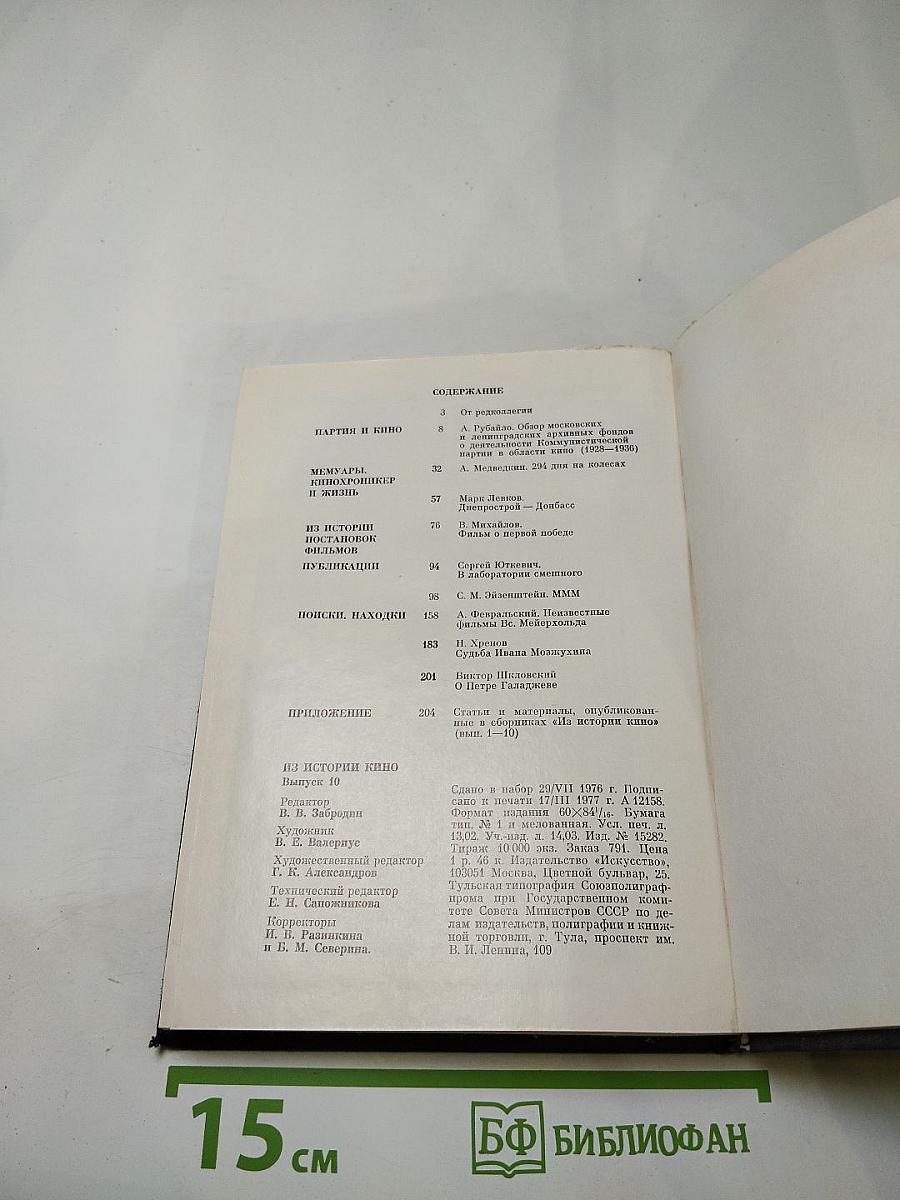 СОДЕРЖАНИЕ
3 От редколлегии
ПАРТИЯ И КИНО 8 А. Рубайло. Обзор московских
и ленинградских архивных фондов
о деятельности Коммунистической
партии в области кино (1928—1936)
МЕМУАРЫ. 32 А. Медведкин. 294 дня на колесах
КИНОХРОНИКЕР
И ЖИЗНЬ
57 Марк Левков.
Днепрострой — Донбасс
ИЗ ИСТОРИИ 76 В. Михайлов.
ПОСТАНОВОК Фильм о первой победе
ФИЛЬМОВ
ПУБЛИКАЦИИ 94 Сергей Юткевич.
В лаборатории смешного
98 С. М. Эйзенштейн. МММ
ПОИСКИ. НАХОДКИ 158 А. Февральский. Неизвестные
фильмы Вс. Мейерхольда
183 Н. Хренов
Судьба Ивана Мозжухина
201 Виктор Шкловский
О Петре Галаджеве
ПРИЛОЖЕНИЕ 204 Статьи и материалы, опубликован-
ные в сборниках «Из истории кино»
(вып. 1—10)
ИЗ ИСТОРИИ КИНО
Выпуск 10
Редактор
В. В. Забродин
Художник
В. Е. Валериус
Художественный редактор
Г. К. Александров
Технический редактор
Е. Н. Сапожникова
Корректоры
И. В. Разинкина
и Б. М. Северина.
Сдано в набор 29/VII 1976 г. Подпи-
сано к печати 17/III 1977 г. А 12158.
Формат издания 60×84¹/₁₆. Бумага
тип. № 1 и мелованная. Усл. печ. л.
13,02. Уч.-изд. л. 14,03. Изд. № 15282.
Тираж 10 000 экз. Заказ 791. Цена
1 р. 46 к. Издательство «Искусство»,
103051 Москва, Цветной бульвар, 25.
Тульская типография Союзполиграф-
прома при Государственном коми-
тете Совета Министров СССР по де-
лам издательств, полиграфии и книж-
ной торговли, г. Тула, проспект им.
В. И. Ленина, 109
15 см
БФ БИБЛИОФАН